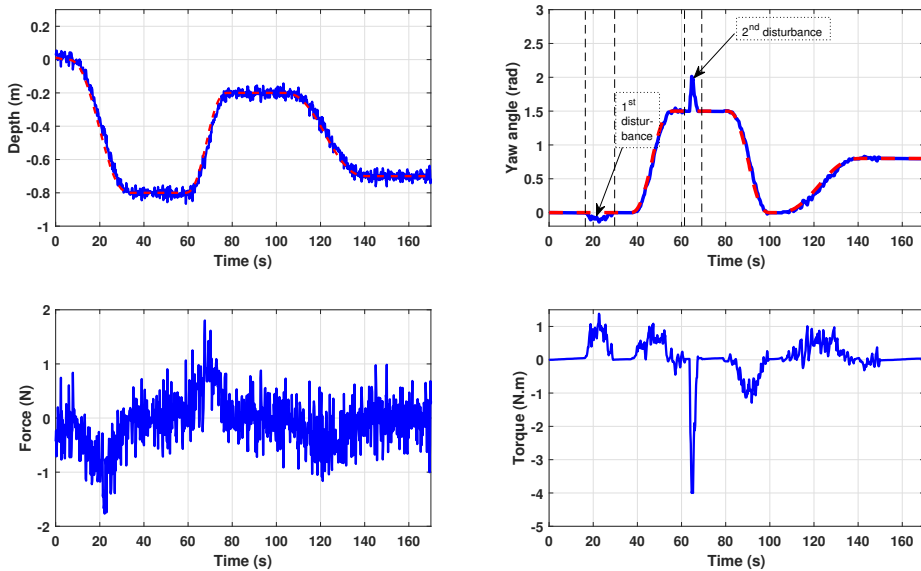 0.2
0
-0.2
-0.4
-0.6
-0.8
-1
Depth (m)
0 20 40 60 80 100 120 140 160
Time (s)
3
2.5
2
1.5
1
0.5
0
Yaw angle (rad)
1st
distur-
bance
2nd disturbance
0 20 40 60 80 100 120 140 160
Time (s)
2
1
0
-1
-2
Force (N)
0 20 40 60 80 100 120 140 160
Time (s)
1
0
-1
-2
-3
-4
-5
Torque (N.m)
0 20 40 60 80 100 120 140 160
Time (s)